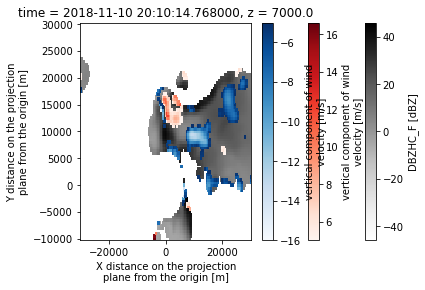 time = 2018-11-10 20:10:14.768000, z = 7000.0
30000
25000
20000
15000
10000
5000
0
−5000
−10000
Y distance on the projection
plane from the origin [m]
−20000
0
20000
X distance on the projection
plane from the origin [m]
−6
−8
−10
−12
−14
−16
vertical component of wind
velocity [m/s]
16
14
12
10
8
6
vertical component of wind
velocity [m/s]
40
20
0
−20
−40
DBZHC_F [dBZ]